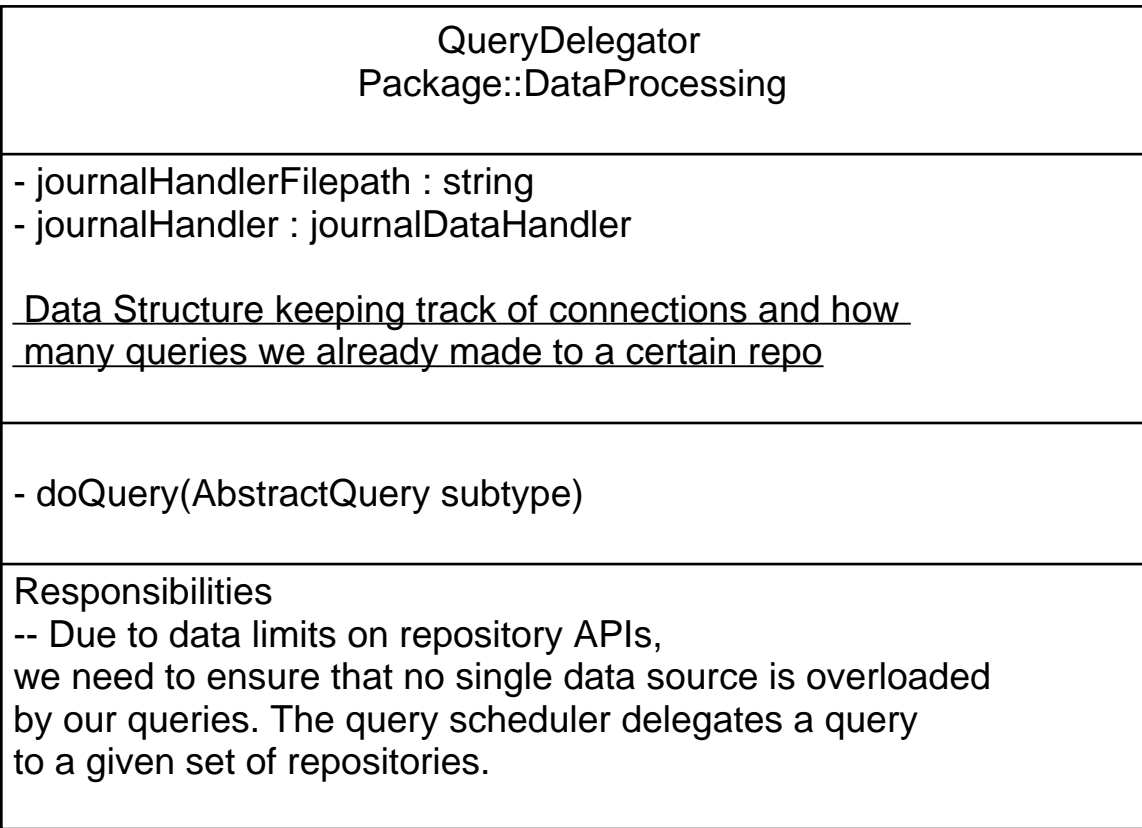 QueryDelegator
Package::DataProcessing
- journalHandlerFilepath : string
- journalHandler : journalDataHandler
Data Structure keeping track of connections and how
many queries we already made to a certain repo
- doQuery(AbstractQuery subtype)
Responsibilities
-- Due to data limits on repository APIs,
we need to ensure that no single data source is overloaded
by our queries. The query scheduler delegates a query
to a given set of repositories.